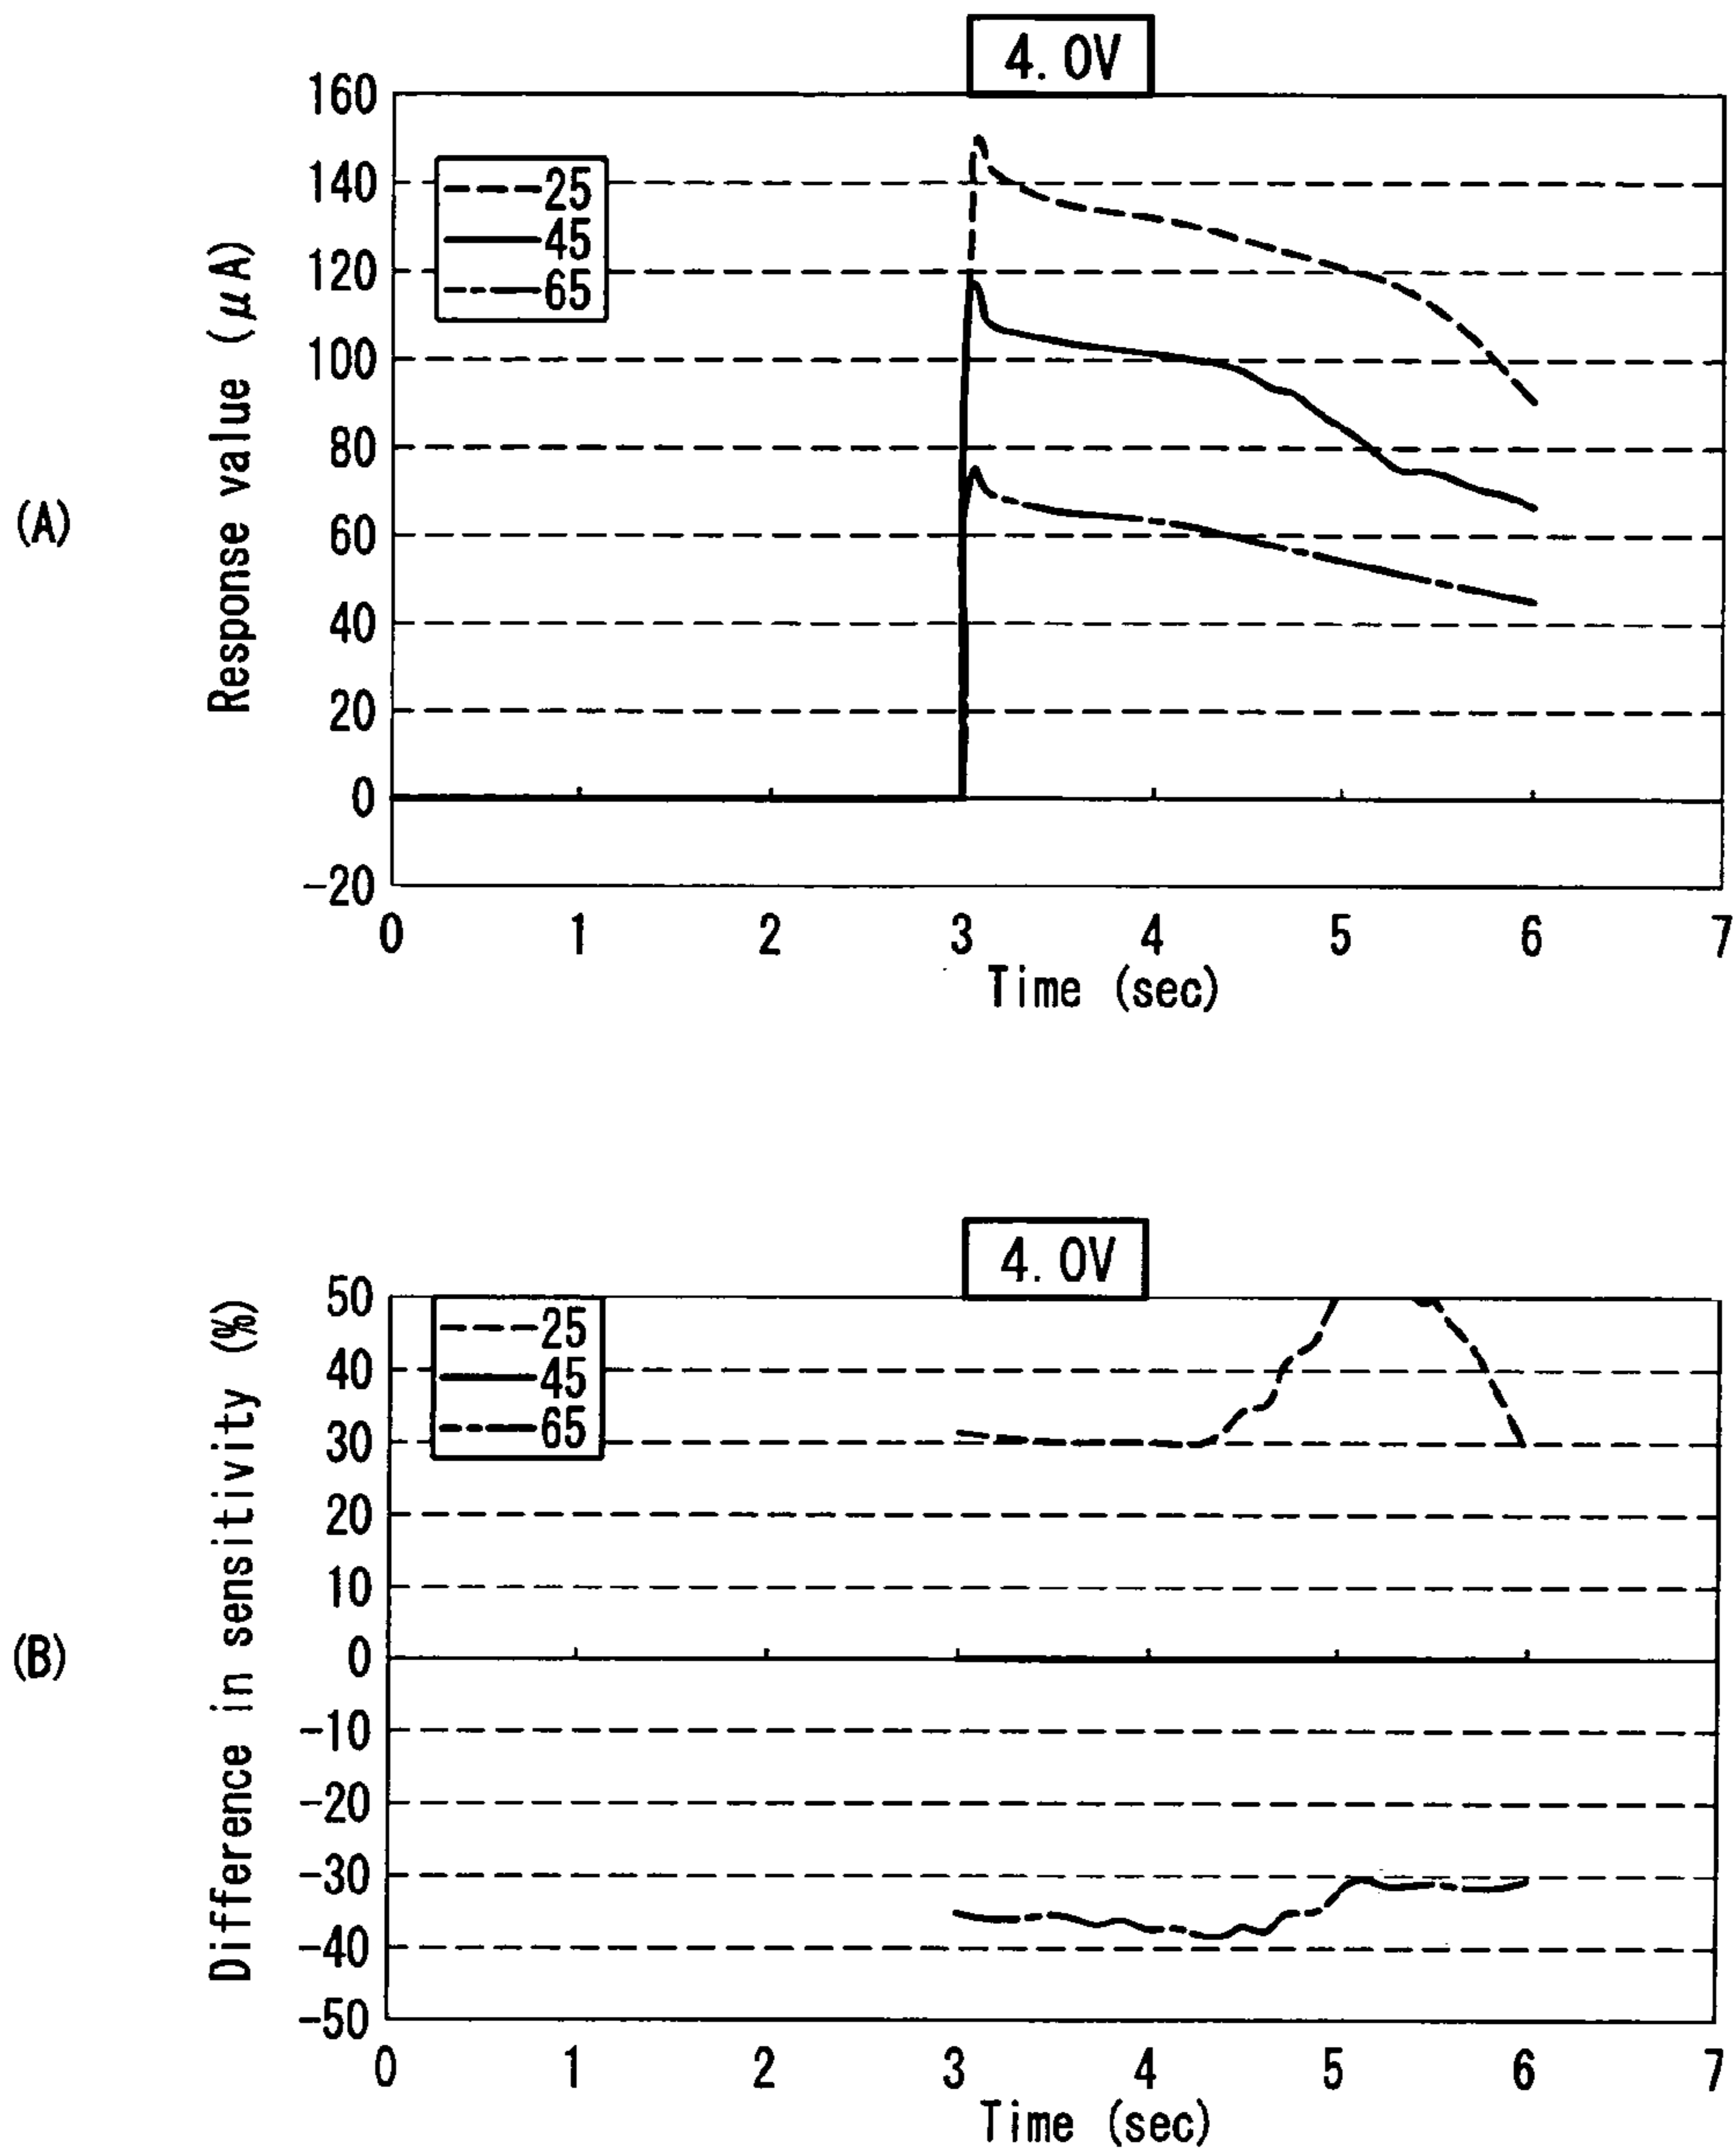 4.0V
160
140
120
100
80
60
40
20
0
-20
25
45
65
Response value (μA)
(A)
0 1 2 3 4 5 6 7
Time (sec)
4.0V
50
40
30
20
10
0
-10
-20
-30
-40
-50
25
45
65
Difference in sensitivity (%)
(B)
0 1 2 3 4 5 6 7
Time (sec)